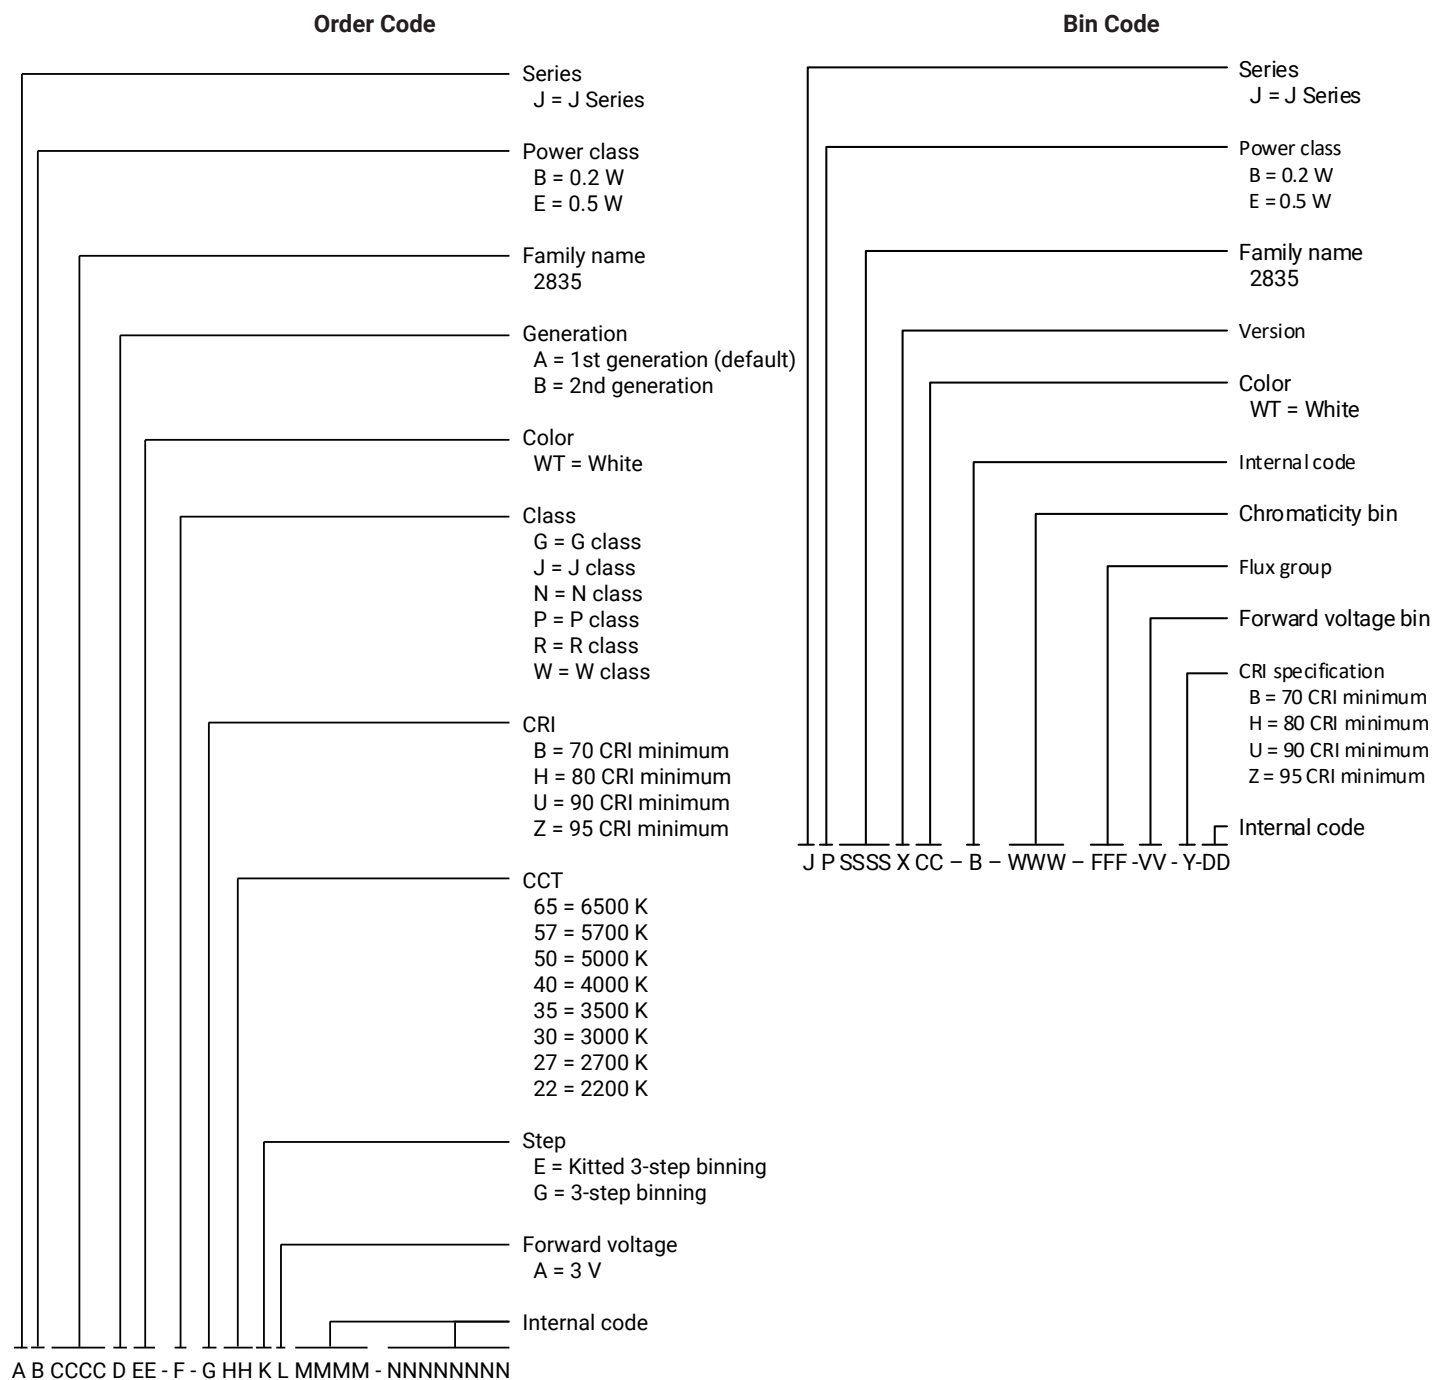 Order Code
Series
J = J Series
Power class
B = 0.2 W
E = 0.5 W
Family name
2835
Generation
A = 1st generation (default)
B = 2nd generation
Color
WT = White
Class
G = G class
J = J class
N = N class
P = P class
R = R class
W = W class
CRI
B = 70 CRI minimum
H = 80 CRI minimum
U = 90 CRI minimum
Z = 95 CRI minimum
CCT
65 = 6500 K
57 = 5700 K
50 = 5000 K
40 = 4000 K
35 = 3500 K
30 = 3000 K
27 = 2700 K
22 = 2200 K
Step
E = Kitted 3-step binning
G = 3-step binning
Forward voltage
A = 3 V
Internal code
A B CCCC D EE - F - G HH K L MMMM - NNNNNNNN
Bin Code
Series
J = J Series
Power class
B = 0.2 W
E = 0.5 W
Family name
2835
Version
Color
WT = White
Internal code
Chromaticity bin
Flux group
Forward voltage bin
CRI specification
B = 70 CRI minimum
H = 80 CRI minimum
U = 90 CRI minimum
Z = 95 CRI minimum
Internal code
J P SSSS X CC – B – WWW – FFF -VV - Y-DD